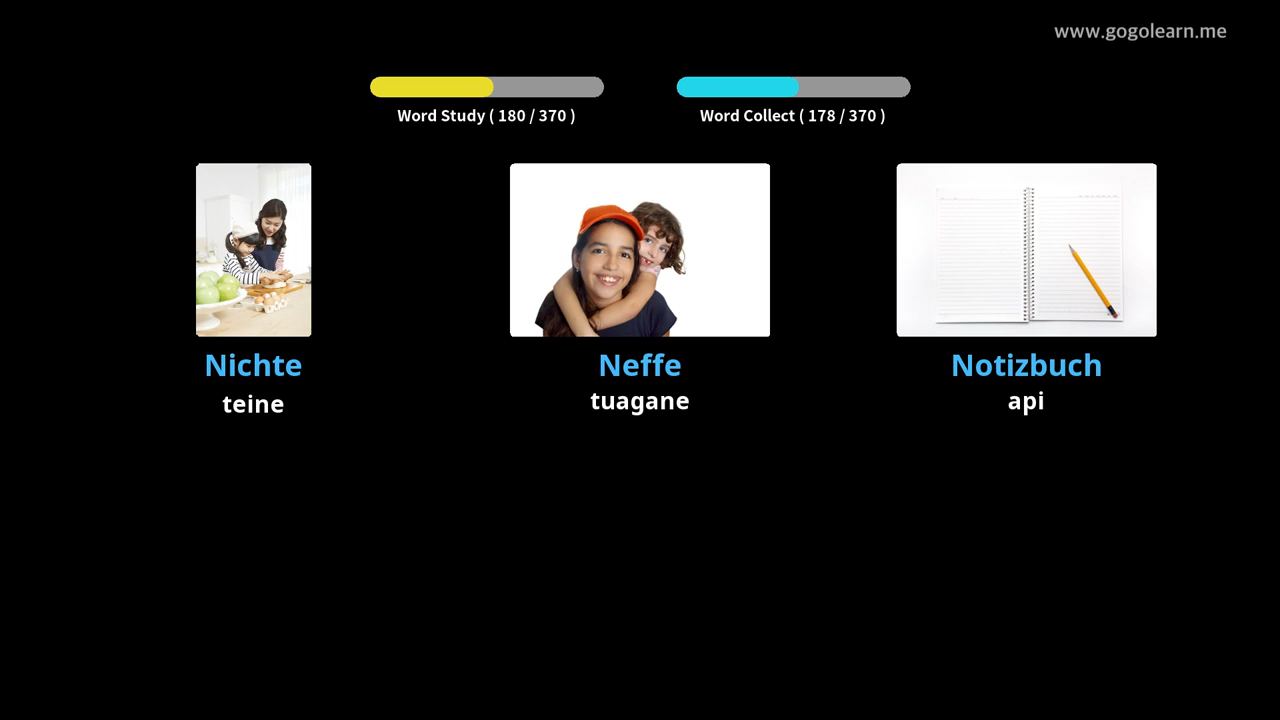 www.gogolearn.me
Word Study ( 180 / 370 )
Word Collect ( 178 / 370 )
Nichte
teine
Neffe
tuagane
Notizbuch
api